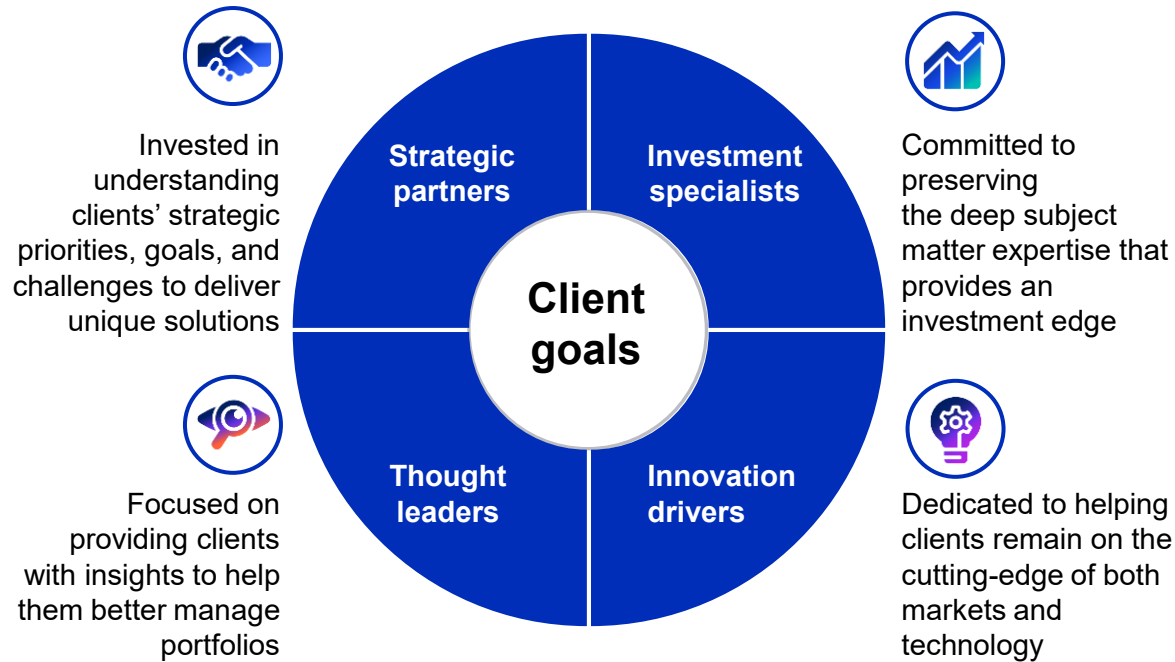 Invested in
understanding
clients’ strategic
priorities, goals, and
challenges to deliver
unique solutions
Strategic
partners
Investment
specialists
Committed to
preserving
the deep subject
matter expertise that
provides an
investment edge
Client
goals
Focused on
providing clients
with insights to help
them better manage
portfolios
Thought
leaders
Innovation
drivers
Dedicated to helping
clients remain on the
cutting-edge of both
markets and
technology